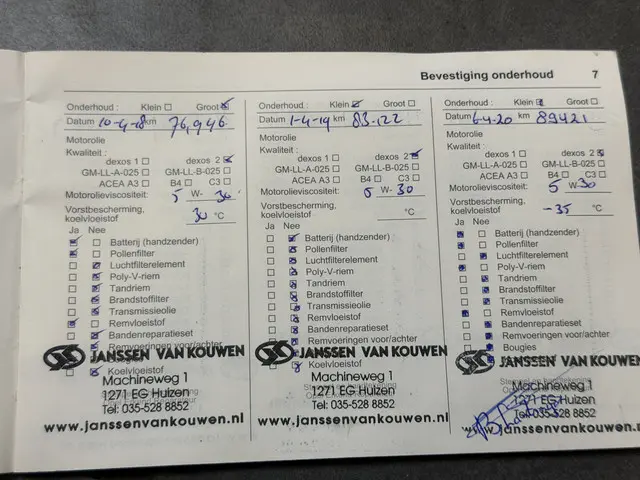 Bevestiging onderhoud 7
Onderhoud : Klein Groot
Datum 10-4-18 km 76,946
Motorolie
Kwaliteit :
dexos 1 dexos 2
GM-LL-A-025 GM-LL-B-025
ACEA A3 B4 C3
Motorolieviscositeit: 5 W- 30
Vorstbescherming,
koelvloeistof 30 °C
Ja Nee
Batterij (handzender)
Pollenfilter
Luchtfilterelement
Poly-V-riem
Tandriem
Brandstoffilter
Transmissieolie
Remvloeistof
Bandenreparatieset
Remvoeringen voor/achter
JANSSEN VAN KOUWEN
Koelvloeistof
Machineweg 1
1271 EG Huizen
Tel: 035-528 8852
www.janssenvankouwen.nl
Onderhoud : Klein Groot
Datum 1-4-19 km 83.122
Motorolie
Kwaliteit :
dexos 1 dexos 2
GM-LL-A-025 GM-LL-B-025
ACEA A3 B4 C3
Motorolieviscositeit: 5 W- 30
Vorstbescherming,
koelvloeistof °C
Ja Nee
Batterij (handzender)
Pollenfilter
Luchtfilterelement
Poly-V-riem
Tandriem
Brandstoffilter
Transmissieolie
Remvloeistof
Bandenreparatieset
Remvoeringen voor/achter
JANSSEN VAN KOUWEN
Koelvloeistof
Machineweg 1
1271 EG Huizen
Tel: 035-528 8852
www.janssenvankouwen.nl
Onderhoud : Klein Groot
Datum 6-4-20 km 89421
Motorolie
Kwaliteit :
dexos 1 dexos 2
GM-LL-A-025 GM-LL-B-025
ACEA A3 B4 C3
Motorolieviscositeit: 5 W- 30
Vorstbescherming,
koelvloeistof -35 °C
Ja Nee
Batterij (handzender)
Pollenfilter
Luchtfilterelement
Poly-V-riem
Tandriem
Brandstoffilter
Transmissieolie
Remvloeistof
Bandenreparatieset
Remvoeringen voor/achter
Bougies
JANSSEN VAN KOUWEN
Machineweg 1
1271 EG Huizen
Tel: 035-528 8852
www.janssenvankouwen.nl